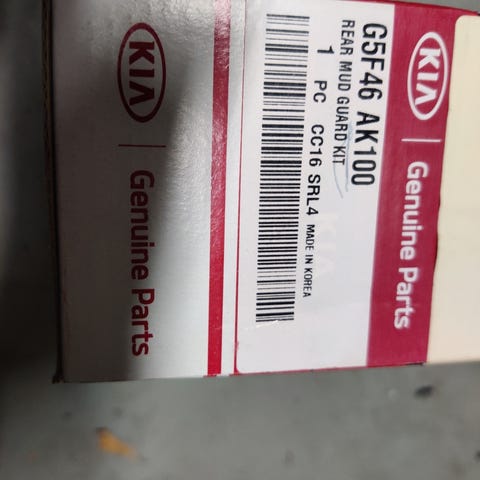 KIA
Genuine Parts
G5F46 AK100
REAR MUD GUARD KIT
1 PC CC16 SRL4 MADE IN KOREA
KIA
Genuine Parts